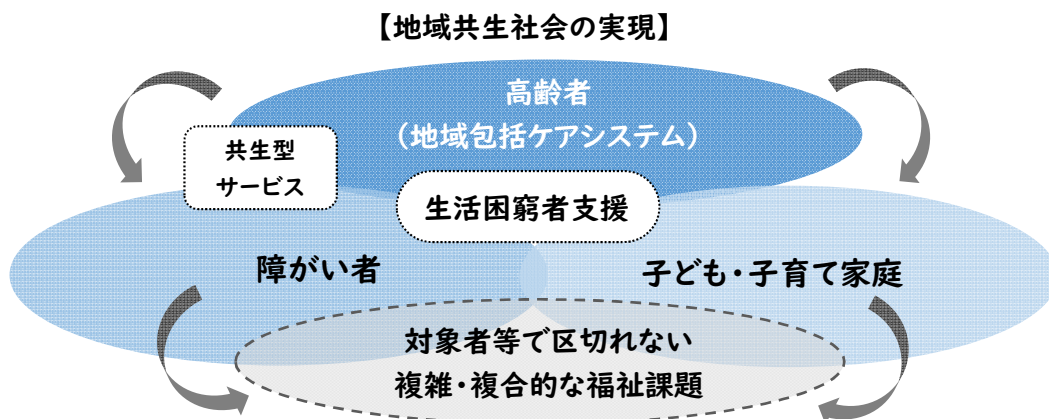 【地域共生社会の実現】
高齢者
（地域包括ケアシステム）
共生型
サービス
生活困窮者支援
障がい者
子ども・子育て家庭
対象者等で区切れない
複雑・複合的な福祉課題